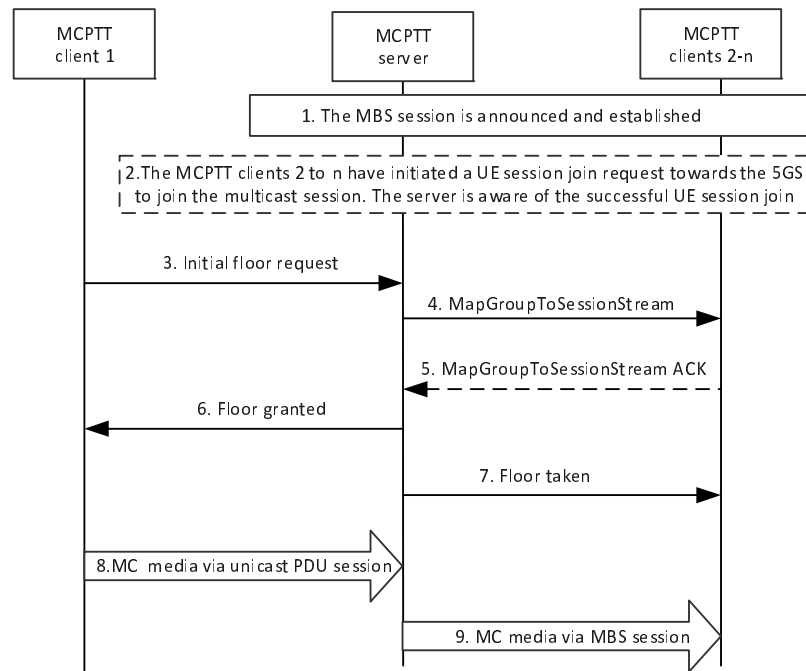 MCPTT
client 1
MCPTT
server
MCPTT
clients 2-n
1. The MBS session is announced and established
2.The MCPTT clients 2 to n have initiated a UE session join request towards the 5GS
to join the multicast session. The server is aware of the successful UE session join
3. Initial floor request
4. MapGroupToSessionStream
5. MapGroupToSessionStream ACK
6. Floor granted
7. Floor taken
8.MC media via unicast PDU session
9. MC media via MBS session